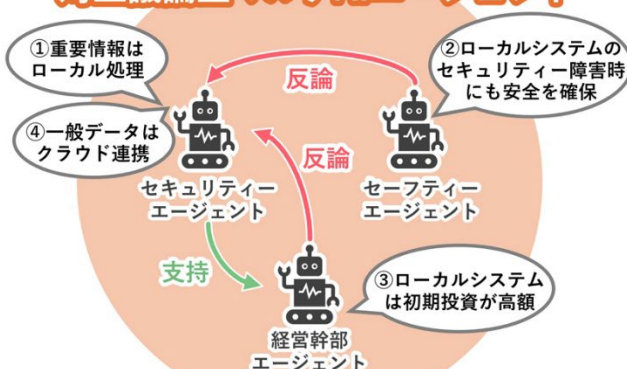 ①重要情報は
ローカル処理
②ローカルシステムの
セキュリティー障害時
にも安全を確保
反論
④一般データは
クラウド連携
反論
セキュリティー
エージェント
セーフティー
エージェント
支持
③ローカルシステム
は初期投資が高額
経営幹部
エージェント